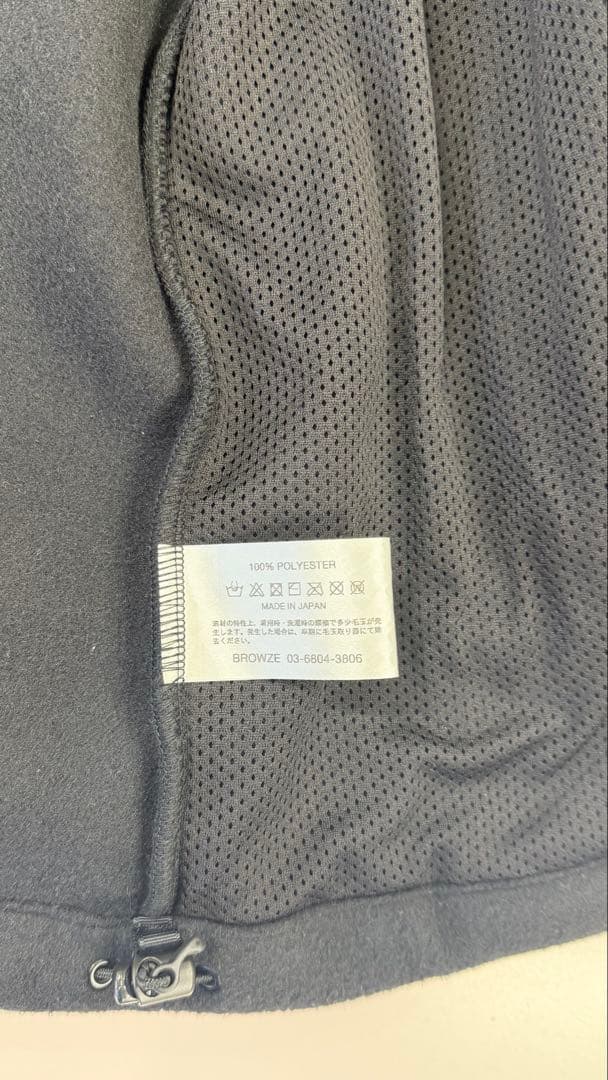 100% POLYESTER
MADE IN JAPAN
素材の特性上、着用時・洗濯時の摩擦で多少毛玉が発
生します。発生した場合は、早期に毛玉取り器にて除
去ください。
BROWZE 03-6804-3806